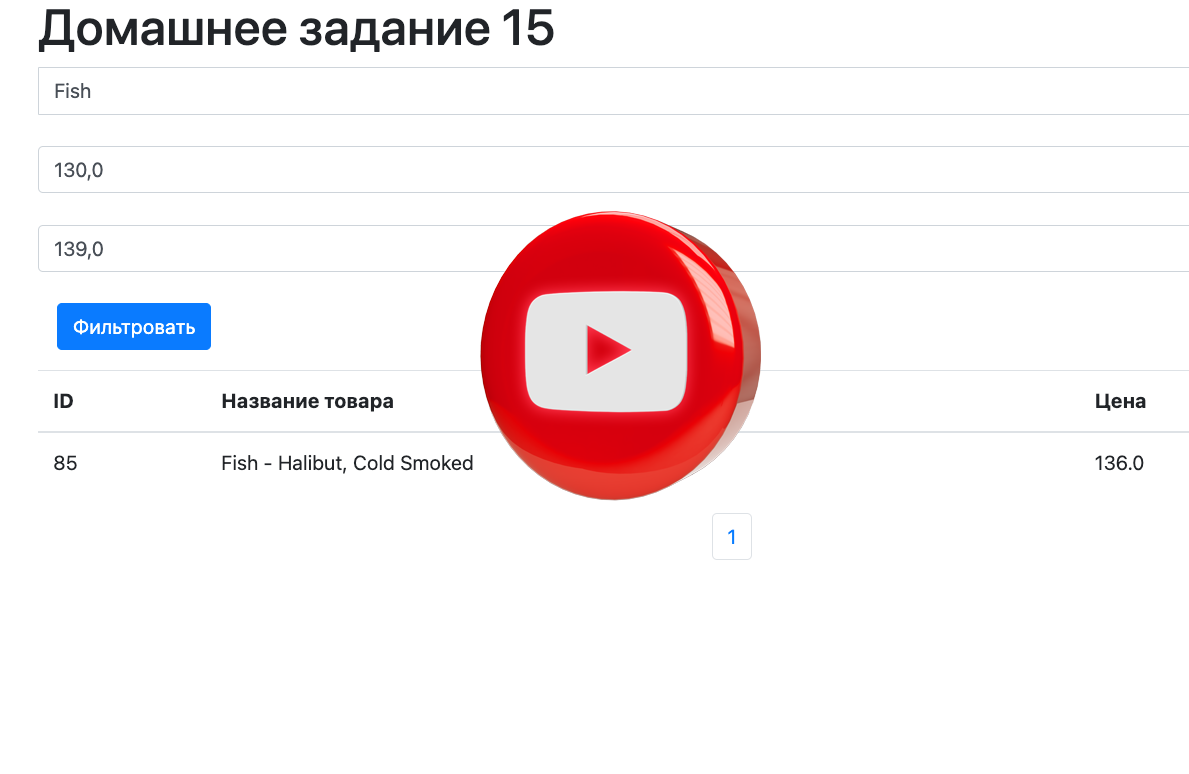 Домашнее задание 15
Fish
130,0
139,0
Фильтровать
ID Название товара Цена
85 Fish - Halibut, Cold Smoked 136.0
1